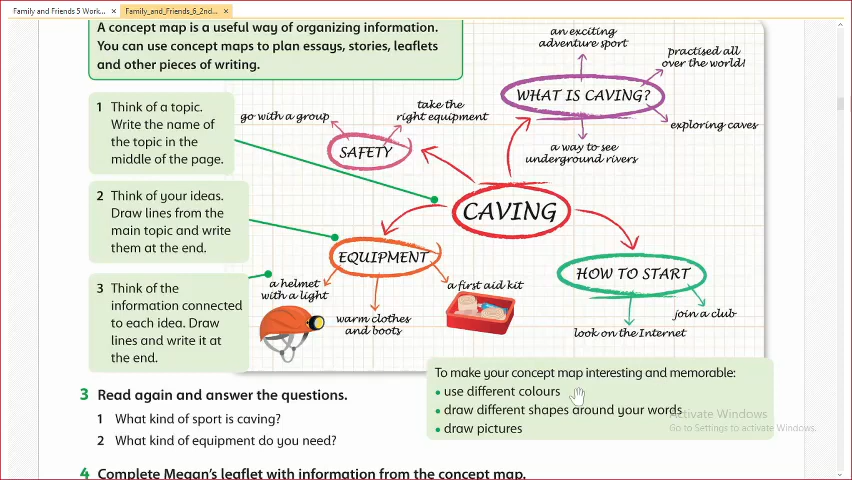 Family and Friends 5 Work... × Family_and_Friends_6_2nd... ×
A concept map is a useful way of organizing information.
You can use concept maps to plan essays, stories, leaflets
and other pieces of writing.
1 Think of a topic.
Write the name of
the topic in the
middle of the page.
2 Think of your ideas.
Draw lines from the
main topic and write
them at the end.
3 Think of the
information connected
to each idea. Draw
lines and write it at
the end.
an exciting
adventure sport
practised all
over the world!
WHAT IS CAVING?
exploring caves
a way to see
underground rivers
go with a group
take the
right equipment
SAFETY
CAVING
EQUIPMENT
a helmet
with a light
warm clothes
and boots
a first aid kit
HOW TO START
join a club
look on the Internet
To make your concept map interesting and memorable:
• use different colours
• draw different shapes around your words
• draw pictures
3 Read again and answer the questions.
1 What kind of sport is caving?
2 What kind of equipment do you need?
4 Complete Megan's leaflet with information from the concept map.
Activate Windows
Go to Settings to activate Windows.